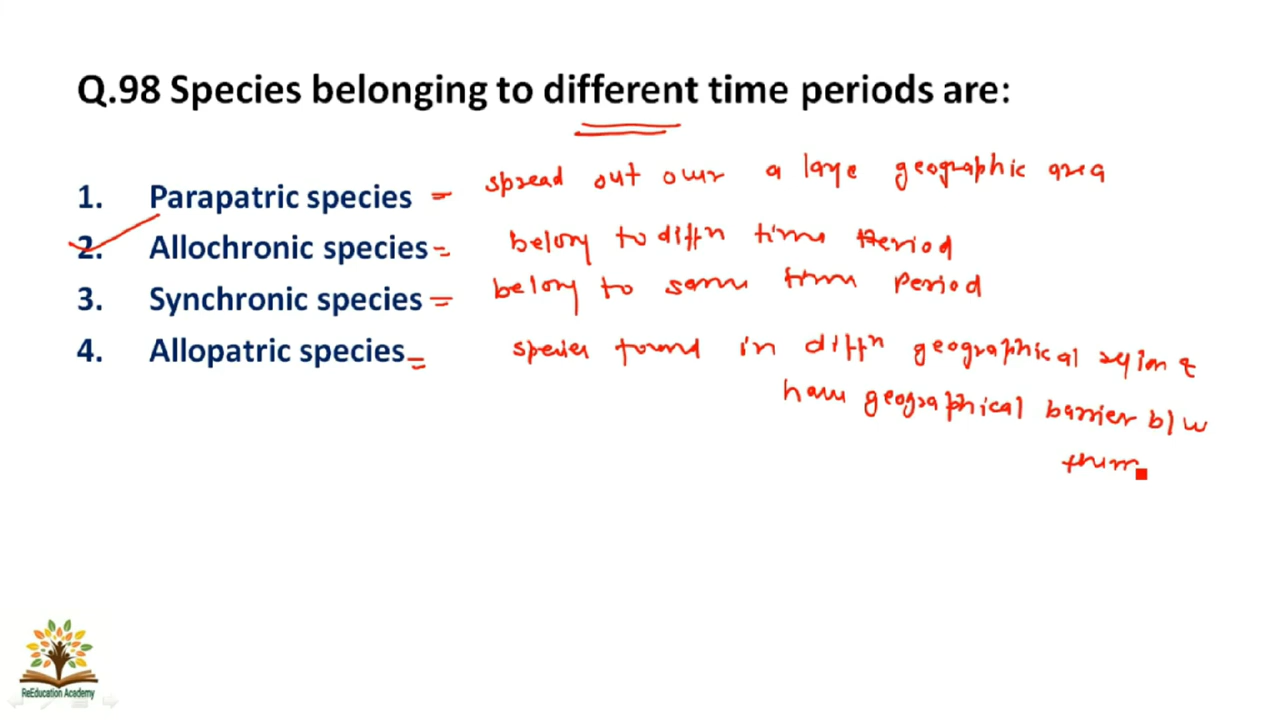 Q.98 Species belonging to different time periods are:
1. Parapatric species = spread out over a large geographic area
2. Allochronic species = belong to diffn time Period
3. Synchronic species = belong to same time Period
4. Allopatric species = species found in diffn geographical region &
have geographical barrier b/w
them
ReEducation Academy